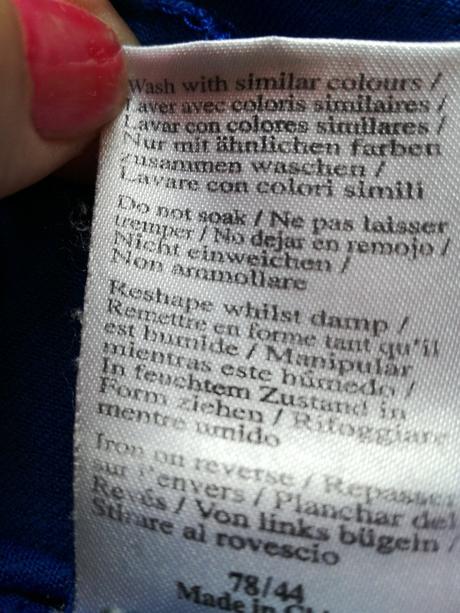 Wash with similar colours /
Laver avec coloris similaires /
Lavar con colores similares /
Nur mit ähnlichen farben
zusammen waschen /
Lavare con colori simili
Do not soak / Ne pas laisser
tremper / No dejar en remojo /
Nicht einweichen /
Non ammollare
Reshape whilst damp /
Remettre en forme tant qu'il
est humide / Manipular
mientras este húmedo /
In feuchtem Zustand in
Form ziehen / Rifoggiare
mentre umido
Iron on reverse / Repasser
sur l'envers / Planchar del
Revés / Von links bügeln /
Stirare al rovescio
78/44
Made in